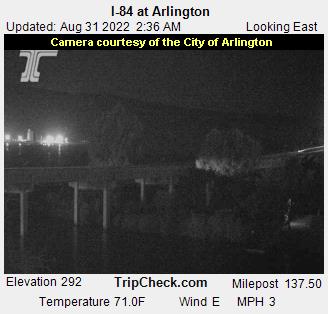 I-84 at Arlington
Updated: Aug 31 2022 2:36 AM Looking East
Camera courtesy of the City of Arlington
Elevation 292 TripCheck.com Milepost 137.50
Temperature 71.0F Wind E MPH 3